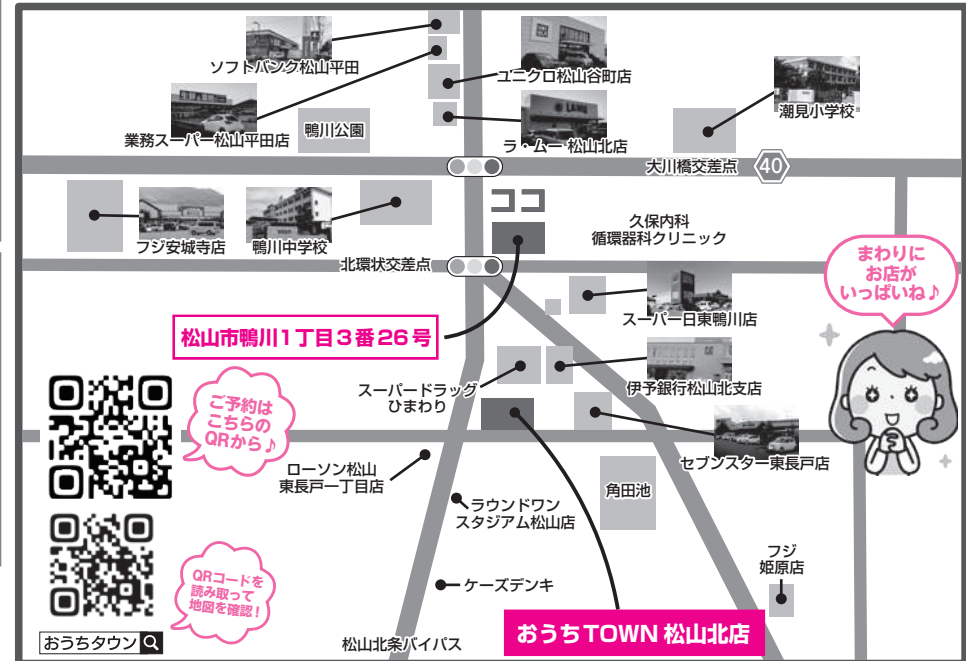 ソフトバンク松山平田
ユニクロ松山谷町店
潮見小学校
業務スーパー松山平田店
鴨川公園
ラ・ムー 松山北店
大川橋交差点
40
ココ
フジ安城寺店
鴨川中学校
久保内科
循環器科クリニック
北環状交差点
まわりに
お店が
いっぱいね♪
スーパー日東鴨川店
松山市鴨川1丁目3番26号
スーパードラッグ
ひまわり
伊予銀行松山北支店
ご予約は
こちらの
QRから♪
セブンスター東長戸店
ローソン松山
東長戸一丁目店
角田池
ラウンドワン
スタジアム松山店
フジ
姫原店
ケーズデンキ
QRコードを
読み取って
地図を確認!
おうちTOWN 松山北店
おうちタウン
松山北条バイパス